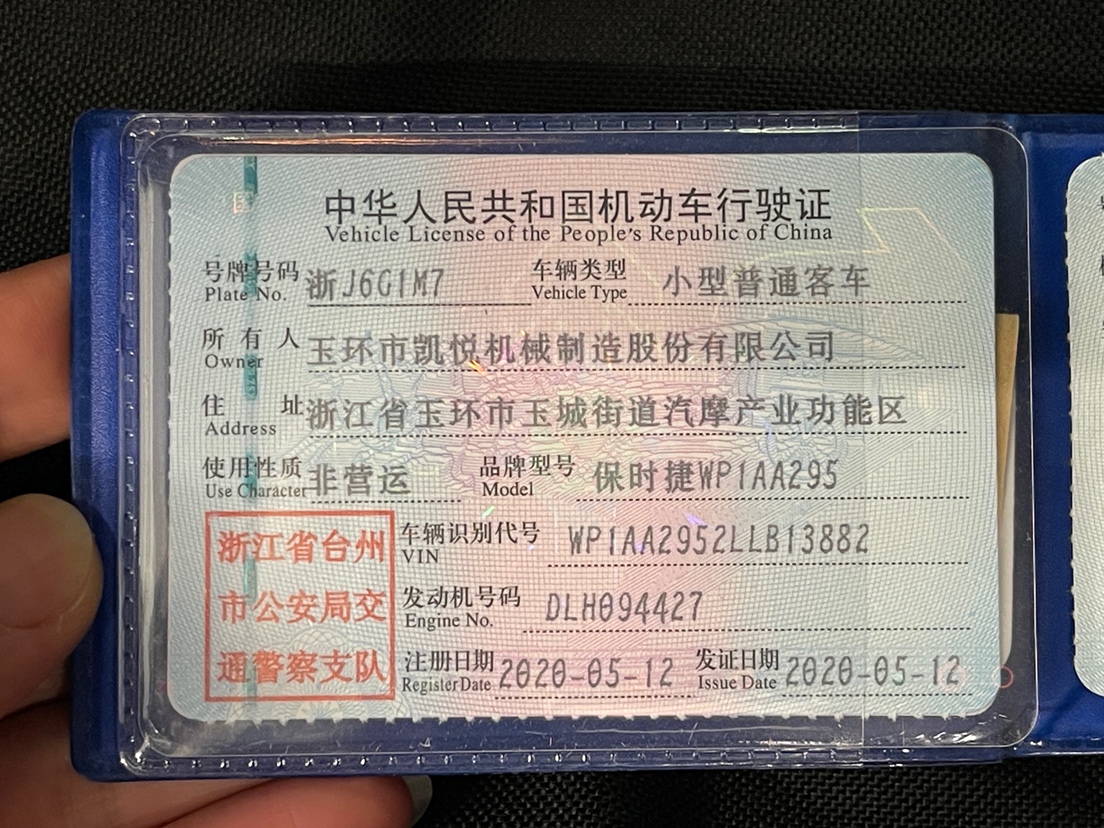 中华人民共和国机动车行驶证
Vehicle License of the People's Republic of China
号牌号码 浙J6G1M7 车辆类型 小型普通客车
Plate No. Vehicle Type
所有人 玉环市凯悦机械制造股份有限公司
Owner
住址 浙江省玉环市玉城街道汽摩产业功能区
Address
使用性质 非营运 品牌型号 保时捷WP1AA295
Use Character Model
浙江省台州
市公安局交
通警察支队
车辆识别代号 WP1AA2952LLB13882
VIN
发动机号码 DLH094427
Engine No.
注册日期 2020-05-12 发证日期 2020-05-12
Register Date Issue Date